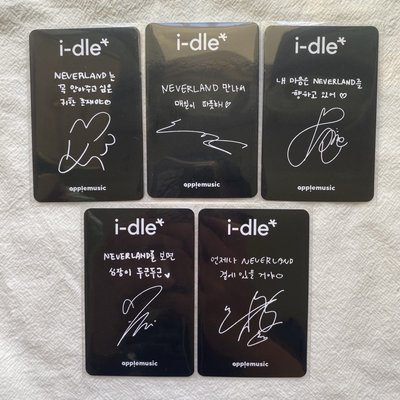 i-dle*
NEVERLAND는
꼭 안아주고 싶은
귀한 존재야♡
applemusic
i-dle*
NEVERLAND 만나서
매일이 따뜻해♡
applemusic
i-dle*
내 마음은 NEVERLAND를
향하고 있어♡
applemusic
i-dle*
NEVERLAND를 보면
심장이 두근두근♥
applemusic
i-dle*
언제나 NEVERLAND
곁에 있을 거야♡
applemusic